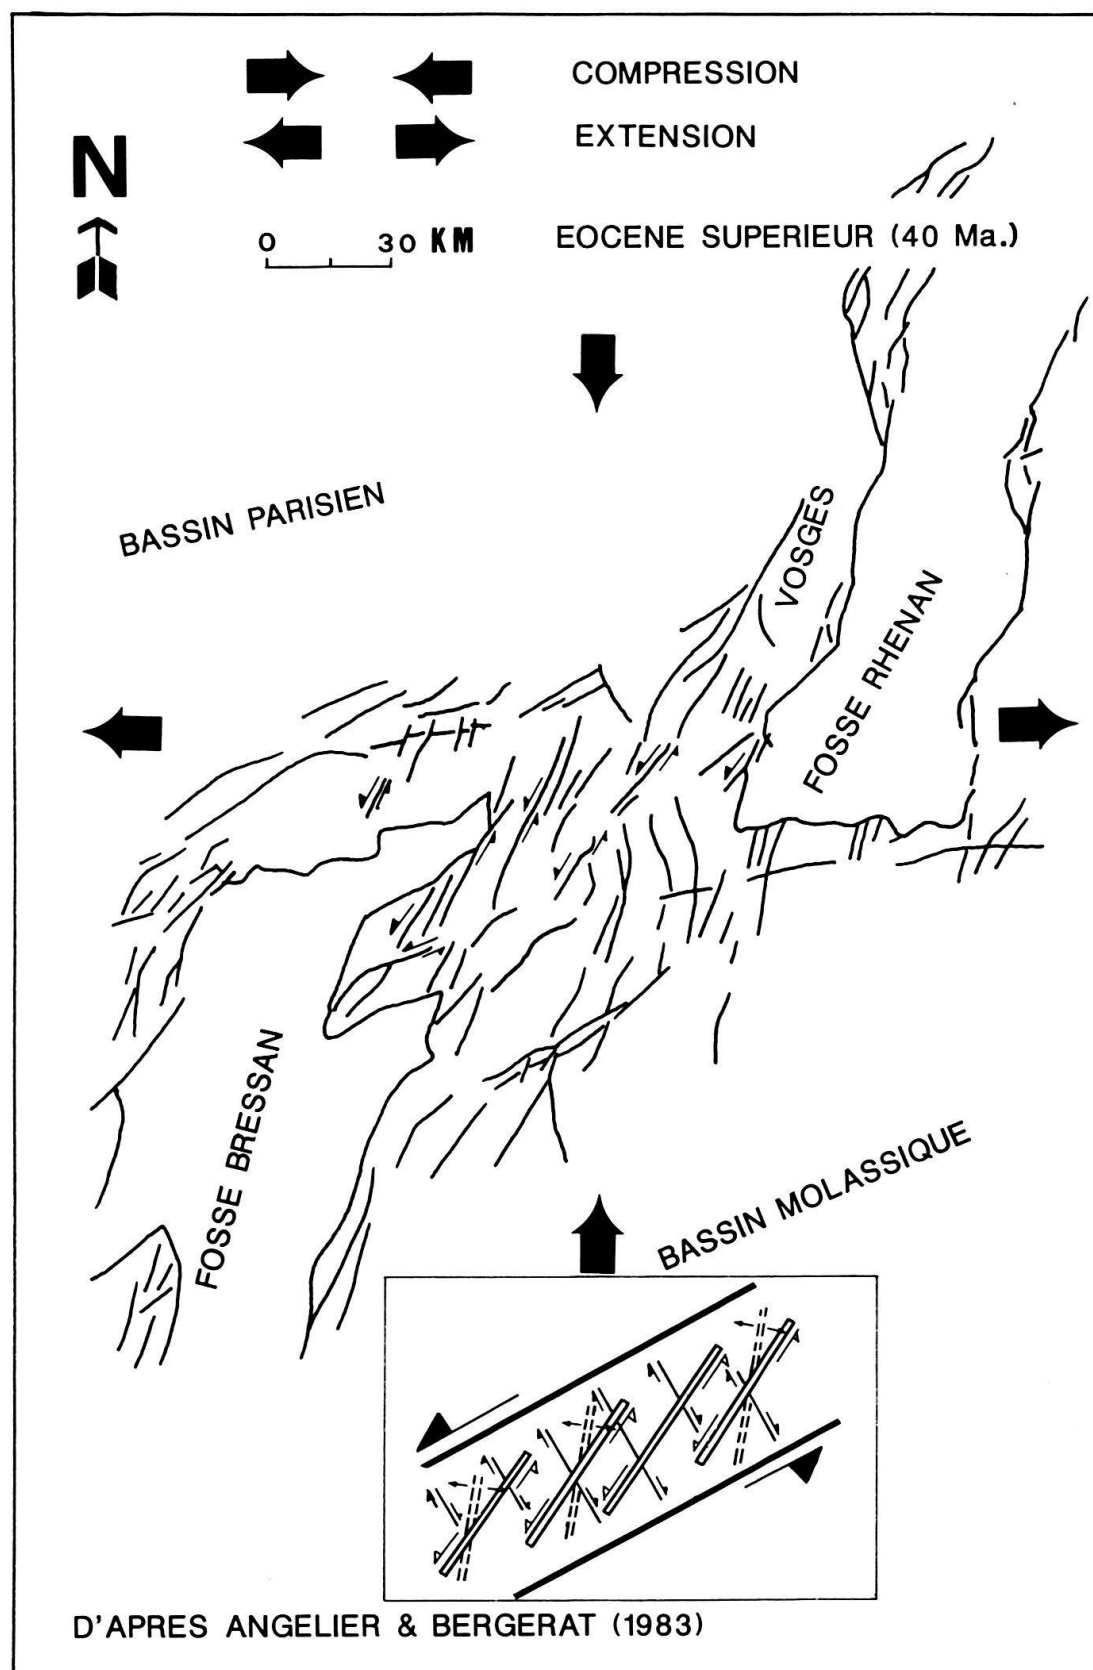 COMPRESSION
EXTENSION
N
0 30 KM
EOCENE SUPERIEUR (40 Ma.)
BASSIN PARISIEN
VOSGES
FOSSE RHENAN
FOSSE BRESSAN
BASSIN MOLASSIQUE
D'APRES ANGELIER & BERGERAT (1983)